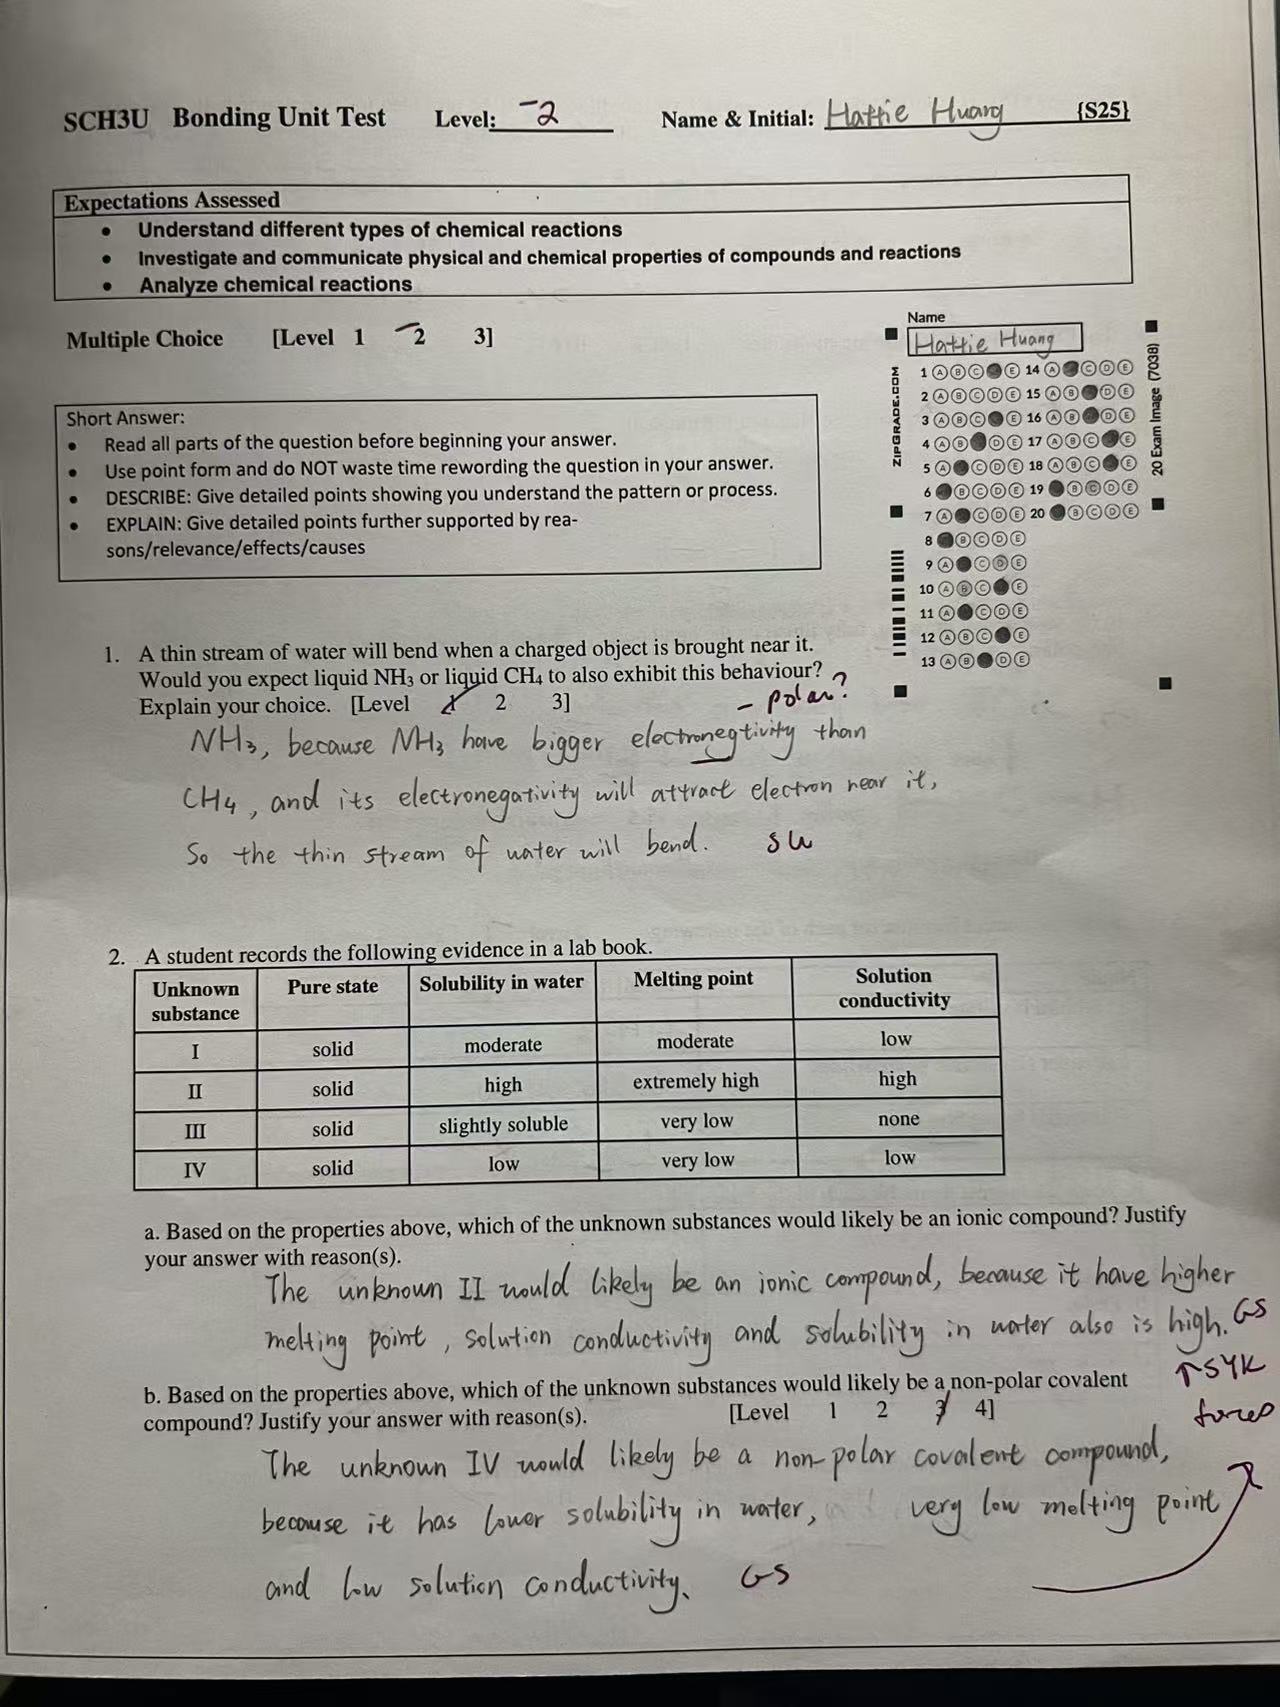 SCH3U Bonding Unit Test Level: -2 Name & Initial: Hattie Huang {S25}
Expectations Assessed
• Understand different types of chemical reactions
• Investigate and communicate physical and chemical properties of compounds and reactions
• Analyze chemical reactions
Multiple Choice [Level 1 -2 3]
Name
Hattie Huang
ZIPGRADE.COM
20 Exam Image (7038)
1 A B C E 14 A C D E
2 A B C D E 15 A B D E
3 A B C E 16 A B D E
4 A B D E 17 A B C E
5 A C D E 18 A B C E
6 B C D E 19 B C D E
7 A C D E 20 B C D E
8 B C D E
9 A C D E
10 A B C E
11 A C D E
12 A B C E
13 A B D E
Short Answer:
• Read all parts of the question before beginning your answer.
• Use point form and do NOT waste time rewording the question in your answer.
• DESCRIBE: Give detailed points showing you understand the pattern or process.
• EXPLAIN: Give detailed points further supported by rea-
sons/relevance/effects/causes
1. A thin stream of water will bend when a charged object is brought near it.
Would you expect liquid NH3 or liquid CH4 to also exhibit this behaviour?
Explain your choice. [Level 1 2 3] - polar?
NH3, because NH3 have bigger electronegtivity than
CH4, and its electronegativity will attract electron near it,
So the thin stream of water will bend. SW
2. A student records the following evidence in a lab book.
Unknown substance Pure state Solubility in water Melting point Solution conductivity
I solid moderate moderate low
II solid high extremely high high
III solid slightly soluble very low none
IV solid low very low low
a. Based on the properties above, which of the unknown substances would likely be an ionic compound? Justify
your answer with reason(s).
The unknown II would likely be an ionic compound, because it have higher
melting point, solution conductivity and solubility in water also is high. GS
↑SYK
forces
b. Based on the properties above, which of the unknown substances would likely be a non-polar covalent
compound? Justify your answer with reason(s). [Level 1 2 3 4]
The unknown IV would likely be a non-polar covalent compound,
because it has lower solubility in water, very low melting point
and low solution conductivity. GS